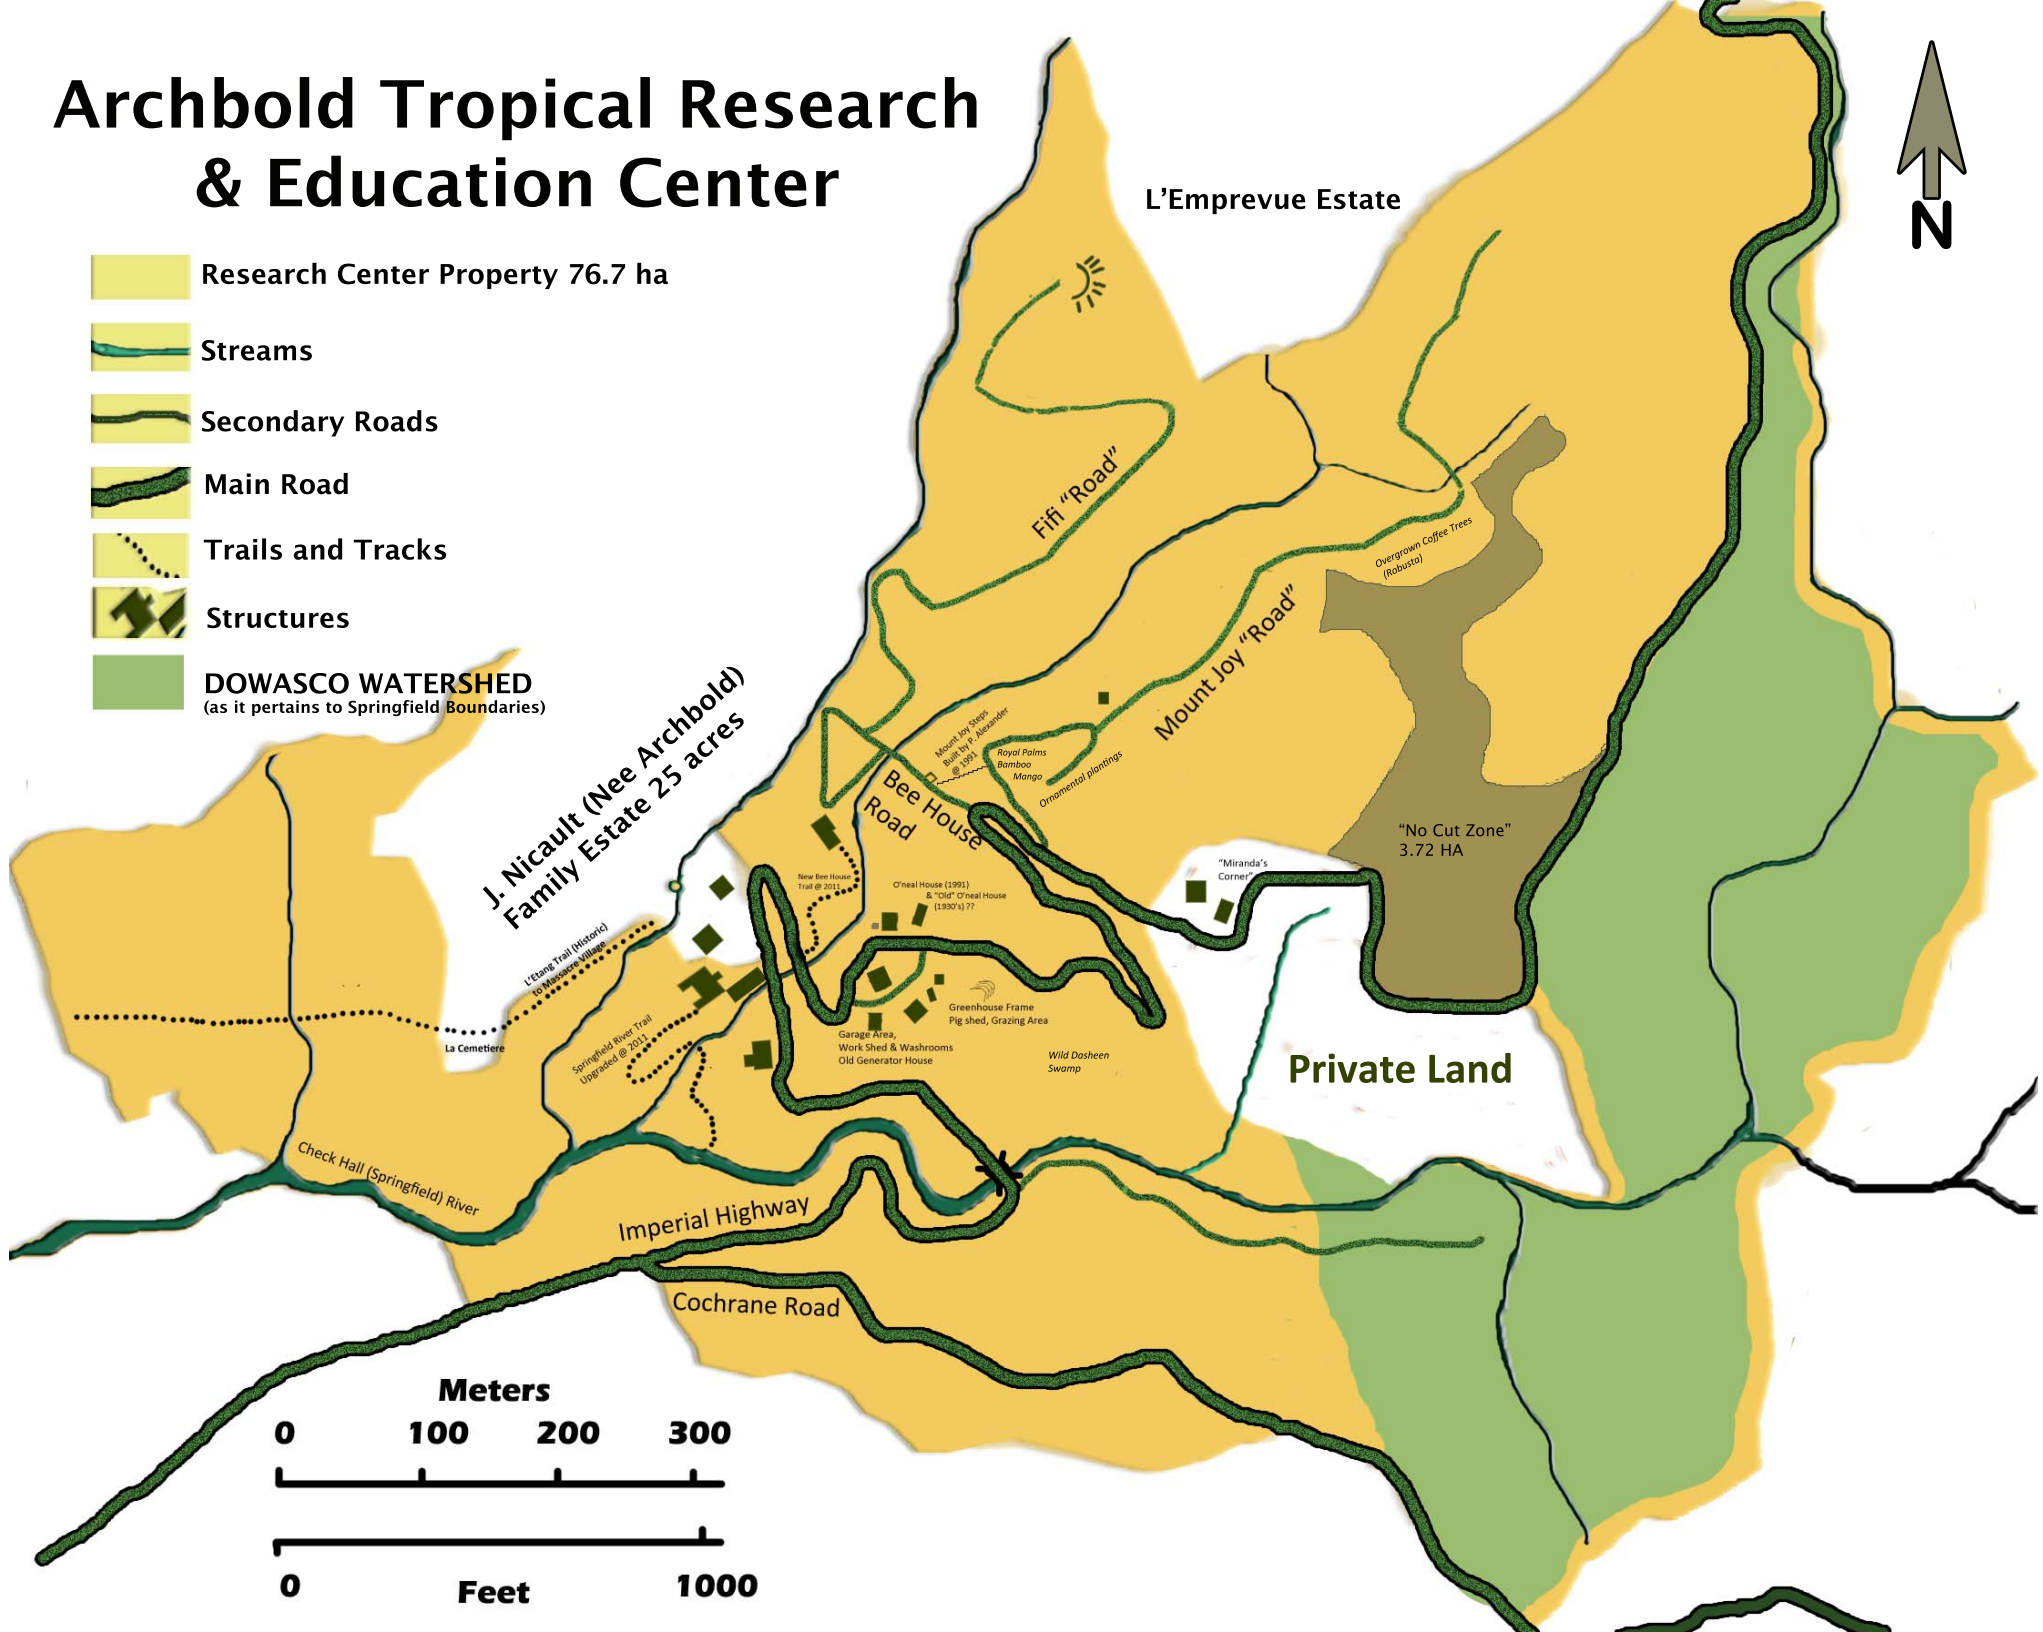 Archbold Tropical Research
& Education Center
Research Center Property 76.7 ha
Streams
Secondary Roads
Main Road
Trails and Tracks
Structures
DOWASCO WATERSHED
(as it pertains to Springfield Boundaries)
L’Emprevue Estate
N
Fifi “Road”
Overgrown Coffee Trees
(Robusta)
Mount Joy “Road”
J. Nicault (Nee Archbold)
Family Estate 25 acres
Mount Joy Steps
Built by P. Alexander
@ 1991
Royal Palms
Bamboo
Mango
Ornamental plantings
Bee House
Road
“No Cut Zone”
3.72 HA
“Miranda’s
Corner”
New Bee House
Trail @ 2011
O’neal House (1991)
& “Old” O’neal House
(1930’s) ??
L’Etang Trail (Historic)
to Massacre Village
La Cemetiere
Springfield River Trail
Upgraded @ 2011
Greenhouse Frame
Pig shed, Grazing Area
Garage Area,
Work Shed & Washrooms
Old Generator House
Wild Dasheen
Swamp
Private Land
Check Hall (Springfield) River
Imperial Highway
Cochrane Road
Meters
0 100 200 300
0 Feet 1000